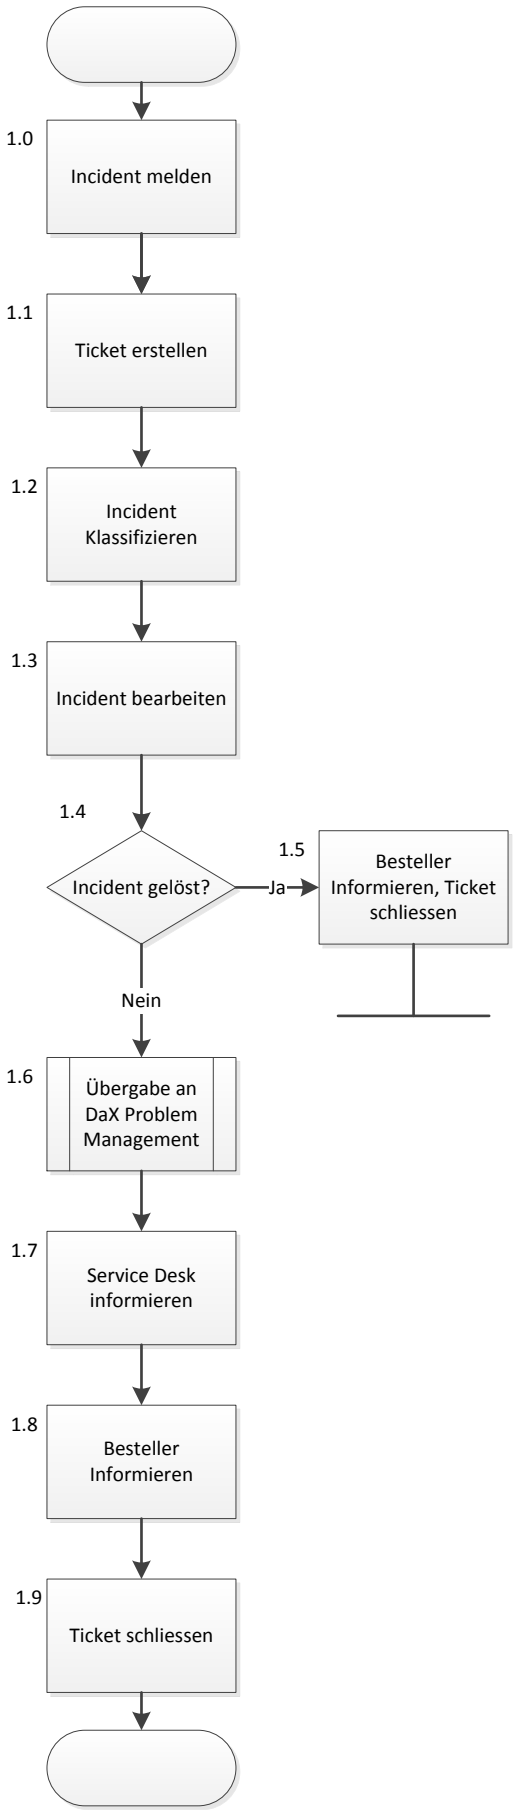 1.0
Incident melden
1.1
Ticket erstellen
1.2
Incident
Klassifizieren
1.3
Incident bearbeiten
1.4
Incident gelöst?
Ja
1.5
Besteller
Informieren, Ticket
schliessen
Nein
1.6
Übergabe an
DaX Problem
Management
1.7
Service Desk
informieren
1.8
Besteller
Informieren
1.9
Ticket schliessen